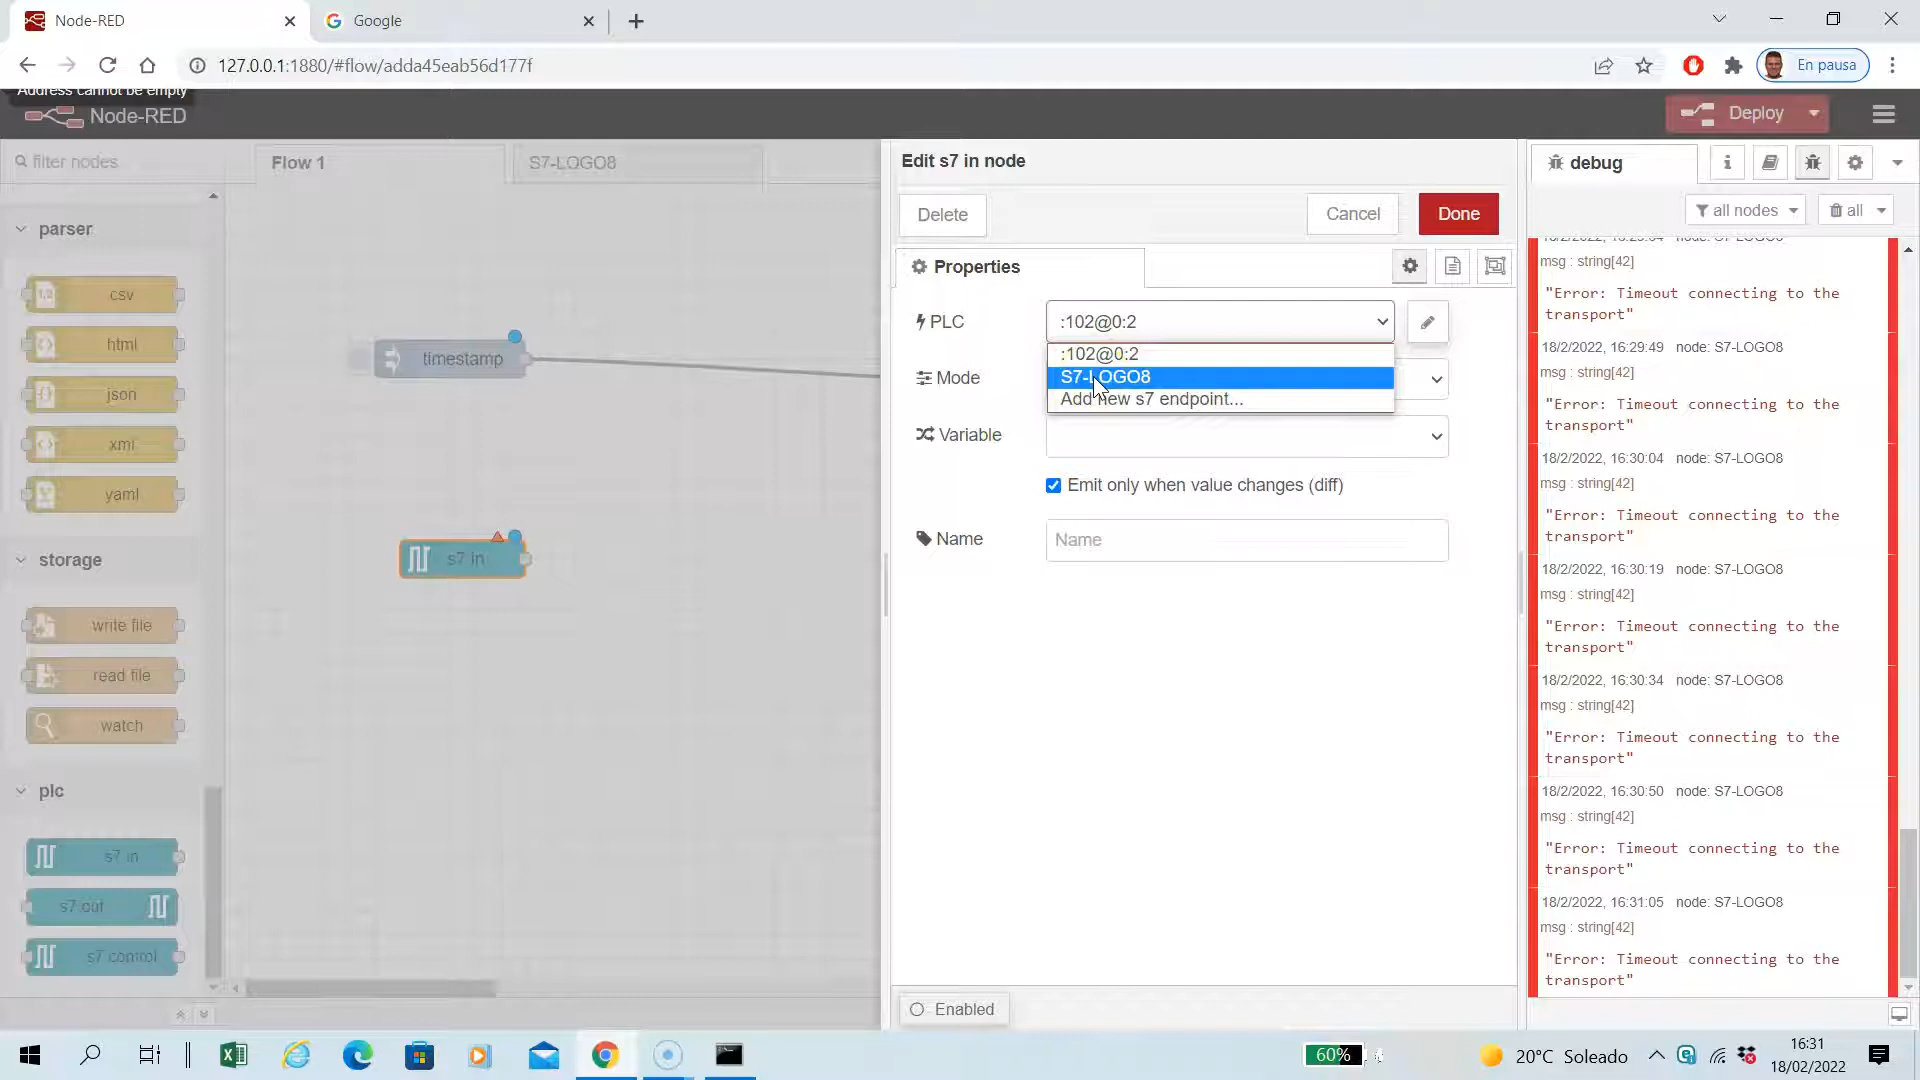 Node-RED
Google
127.0.0.1:1880/#flow/adda45eab56d177f
En pausa
Address cannot be empty
Node-RED
Deploy
filter nodes
Flow 1
S7-LOGO8
Edit s7 in node
debug
Delete
Cancel
Done
all nodes
all
parser
csv
html
json
xml
yaml
storage
write file
read file
watch
plc
s7 in
s7 out
s7 control
timestamp
s7 in
Properties
PLC
:102@0:2
:102@0:2
S7-LOGO8
Add new s7 endpoint...
Mode
Variable
Emit only when value changes (diff)
Name
Name
Enabled
18/2/2022, 16:29:34 node: S7-LOGO8
msg : string[42]
"Error: Timeout connecting to the
transport"
18/2/2022, 16:29:49 node: S7-LOGO8
msg : string[42]
"Error: Timeout connecting to the
transport"
18/2/2022, 16:30:04 node: S7-LOGO8
msg : string[42]
"Error: Timeout connecting to the
transport"
18/2/2022, 16:30:19 node: S7-LOGO8
msg : string[42]
"Error: Timeout connecting to the
transport"
18/2/2022, 16:30:34 node: S7-LOGO8
msg : string[42]
"Error: Timeout connecting to the
transport"
18/2/2022, 16:30:50 node: S7-LOGO8
msg : string[42]
"Error: Timeout connecting to the
transport"
18/2/2022, 16:31:05 node: S7-LOGO8
msg : string[42]
"Error: Timeout connecting to the
transport"
60%
20°C Soleado
16:31
18/02/2022